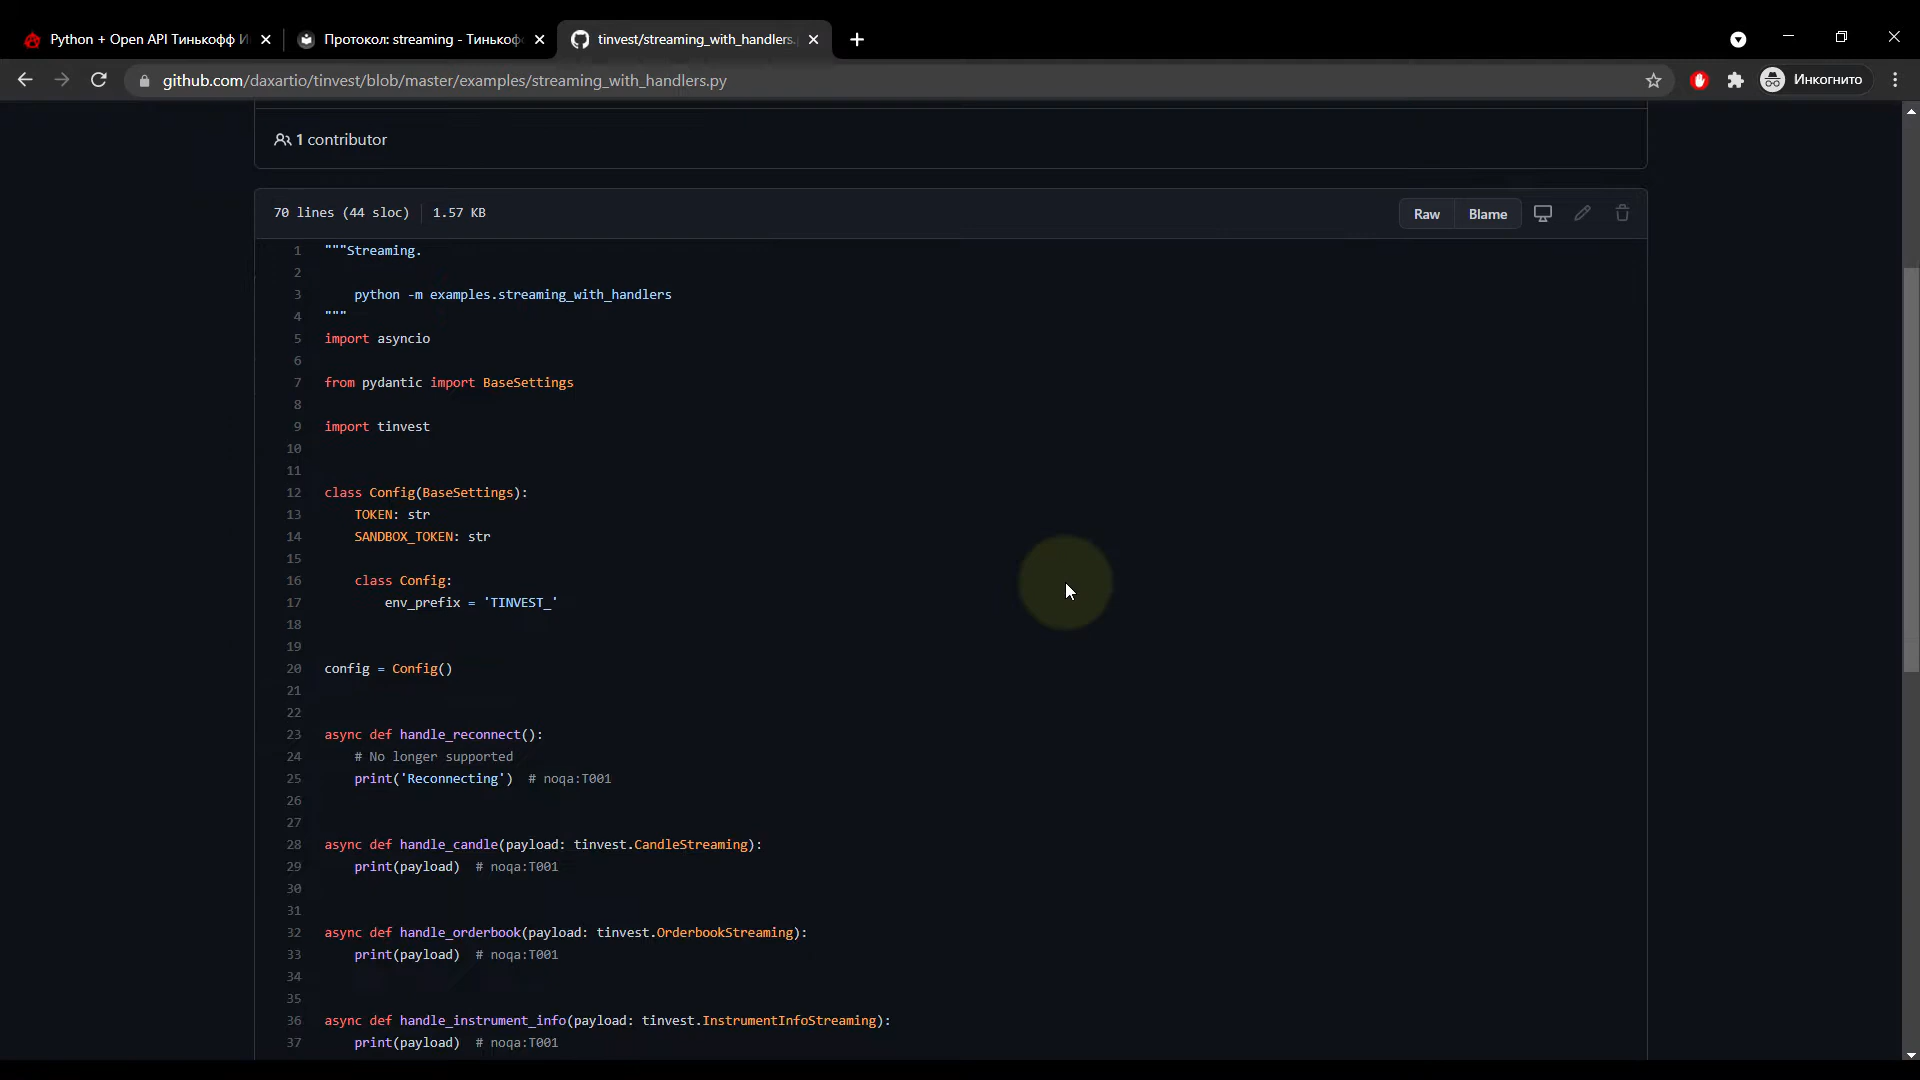 Python + Open API Тинькофф И
Протокол: streaming - Тинькоф
tinvest/streaming_with_handlers.
github.com/daxartio/tinvest/blob/master/examples/streaming_with_handlers.py
Инкогнито
1 contributor
70 lines (44 sloc) 1.57 KB
Raw Blame
1 """Streaming.
2
3 python -m examples.streaming_with_handlers
4 """
5 import asyncio
6
7 from pydantic import BaseSettings
8
9 import tinvest
10
11
12 class Config(BaseSettings):
13 TOKEN: str
14 SANDBOX_TOKEN: str
15
16 class Config:
17 env_prefix = 'TINVEST_'
18
19
20 config = Config()
21
22
23 async def handle_reconnect():
24 # No longer supported
25 print('Reconnecting') # noqa:T001
26
27
28 async def handle_candle(payload: tinvest.CandleStreaming):
29 print(payload) # noqa:T001
30
31
32 async def handle_orderbook(payload: tinvest.OrderbookStreaming):
33 print(payload) # noqa:T001
34
35
36 async def handle_instrument_info(payload: tinvest.InstrumentInfoStreaming):
37 print(payload) # noqa:T001